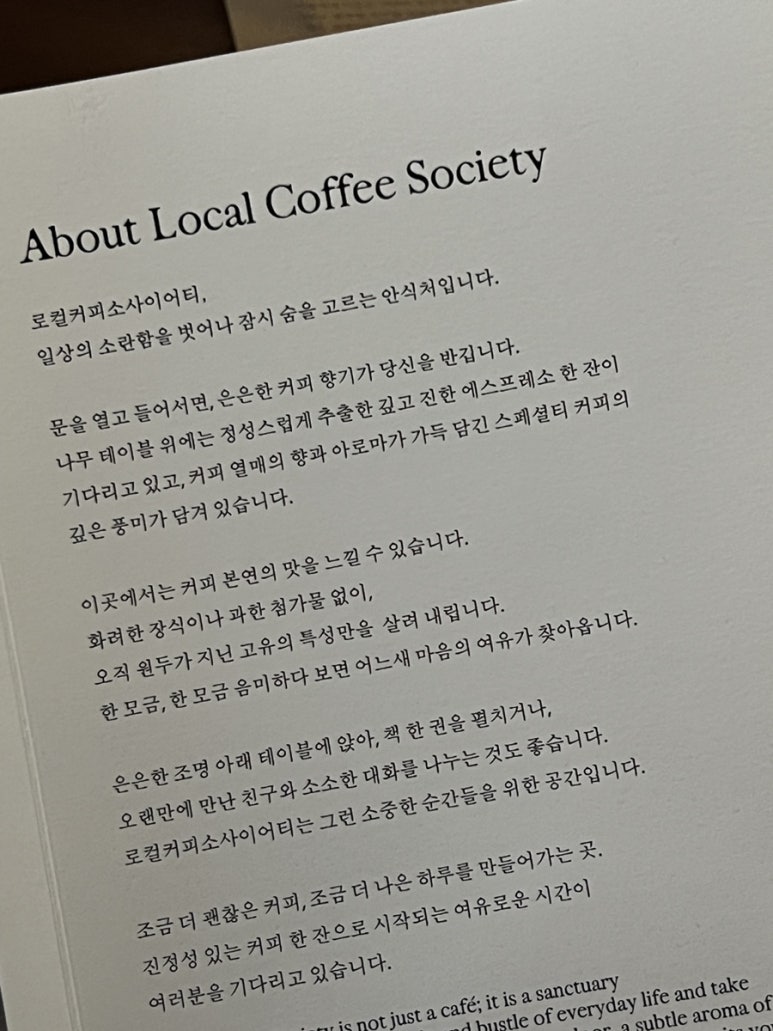 About Local Coffee Society
로컬커피소사이어티,
일상의 소란함을 벗어나 잠시 숨을 고르는 안식처입니다.
문을 열고 들어서면, 은은한 커피 향기가 당신을 반깁니다.
나무 테이블 위에는 정성스럽게 추출한 깊고 진한 에스프레소 한 잔이
기다리고 있고, 커피 열매의 향과 아로마가 가득 담긴 스페셜티 커피의
깊은 풍미가 담겨 있습니다.
이곳에서는 커피 본연의 맛을 느낄 수 있습니다.
화려한 장식이나 과한 첨가물 없이,
오직 원두가 지닌 고유의 특성만을 살려 내립니다.
한 모금, 한 모금 음미하다 보면 어느새 마음의 여유가 찾아옵니다.
은은한 조명 아래 테이블에 앉아, 책 한 권을 펼치거나,
오랜만에 만난 친구와 소소한 대화를 나누는 것도 좋습니다.
로컬커피소사이어티는 그런 소중한 순간들을 위한 공간입니다.
조금 더 괜찮은 커피, 조금 더 나은 하루를 만들어가는 곳.
진정성 있는 커피 한 잔으로 시작되는 여유로운 시간이
여러분을 기다리고 있습니다.
is not just a café; it is a sanctuary
bustle of everyday life and take
a subtle aroma of